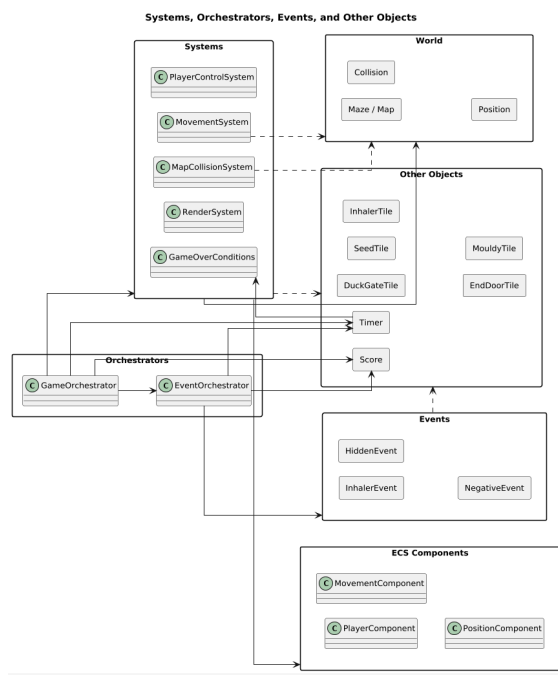 Systems, Orchestrators, Events, and Other Objects
Systems
C PlayerControlSystem
C MovementSystem
C MapCollisionSystem
C RenderSystem
C GameOverConditions
World
Collision
Maze / Map
Position
Other Objects
InhalerTile
SeedTile
MouldyTile
DuckGateTile
EndDoorTile
Timer
Score
Orchestrators
C GameOrchestrator
C EventOrchestrator
Events
HiddenEvent
InhalerEvent
NegativeEvent
ECS Components
C MovementComponent
C PlayerComponent
C PositionComponent